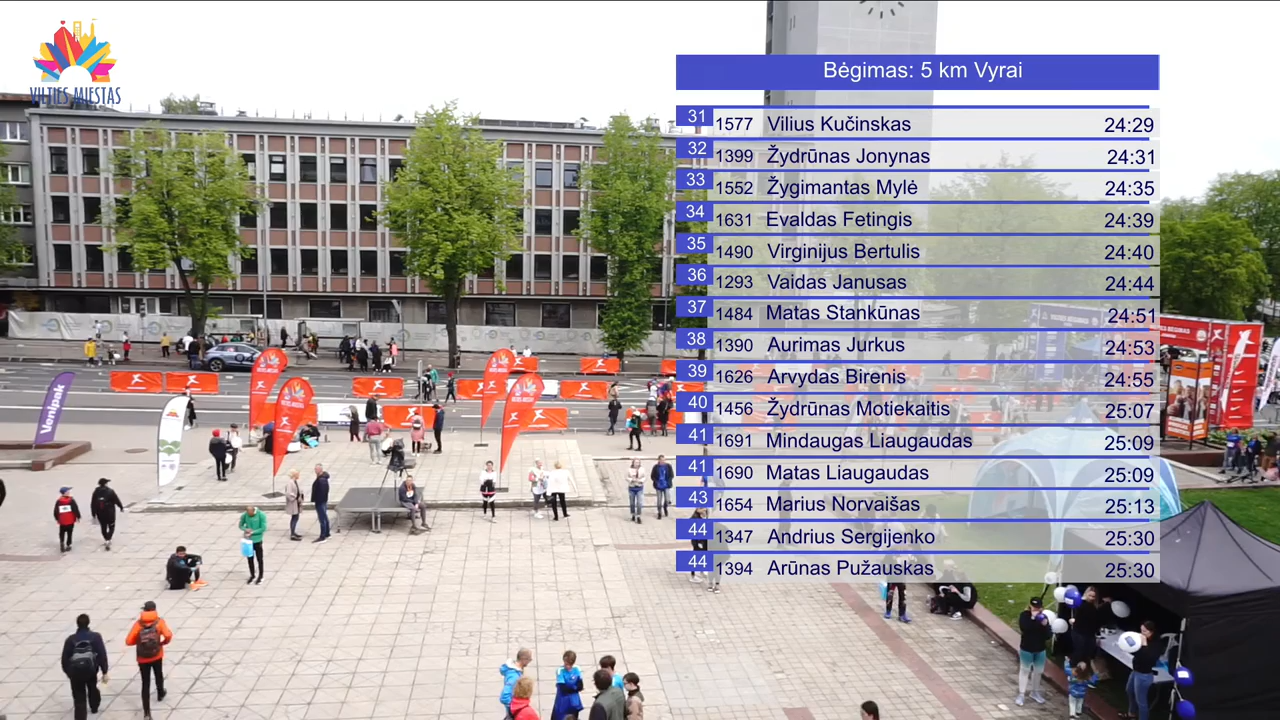 VILTIES MIESTAS
Bėgimas: 5 km Vyrai
31 1577 Vilius Kučinskas 24:29
32 1399 Žydrūnas Jonynas 24:31
33 1552 Žygimantas Mylė 24:35
34 1631 Evaldas Fetingis 24:39
35 1490 Virginijus Bertulis 24:40
36 1293 Vaidas Janusas 24:44
37 1484 Matas Stankūnas 24:51
38 1390 Aurimas Jurkus 24:53
39 1626 Arvydas Birenis 24:55
40 1456 Žydrūnas Motiekaitis 25:07
41 1691 Mindaugas Liaugaudas 25:09
41 1690 Matas Liaugaudas 25:09
43 1654 Marius Norvaišas 25:13
44 1347 Andrius Sergijenko 25:30
44 1394 Arūnas Pužauskas 25:30
Venipak